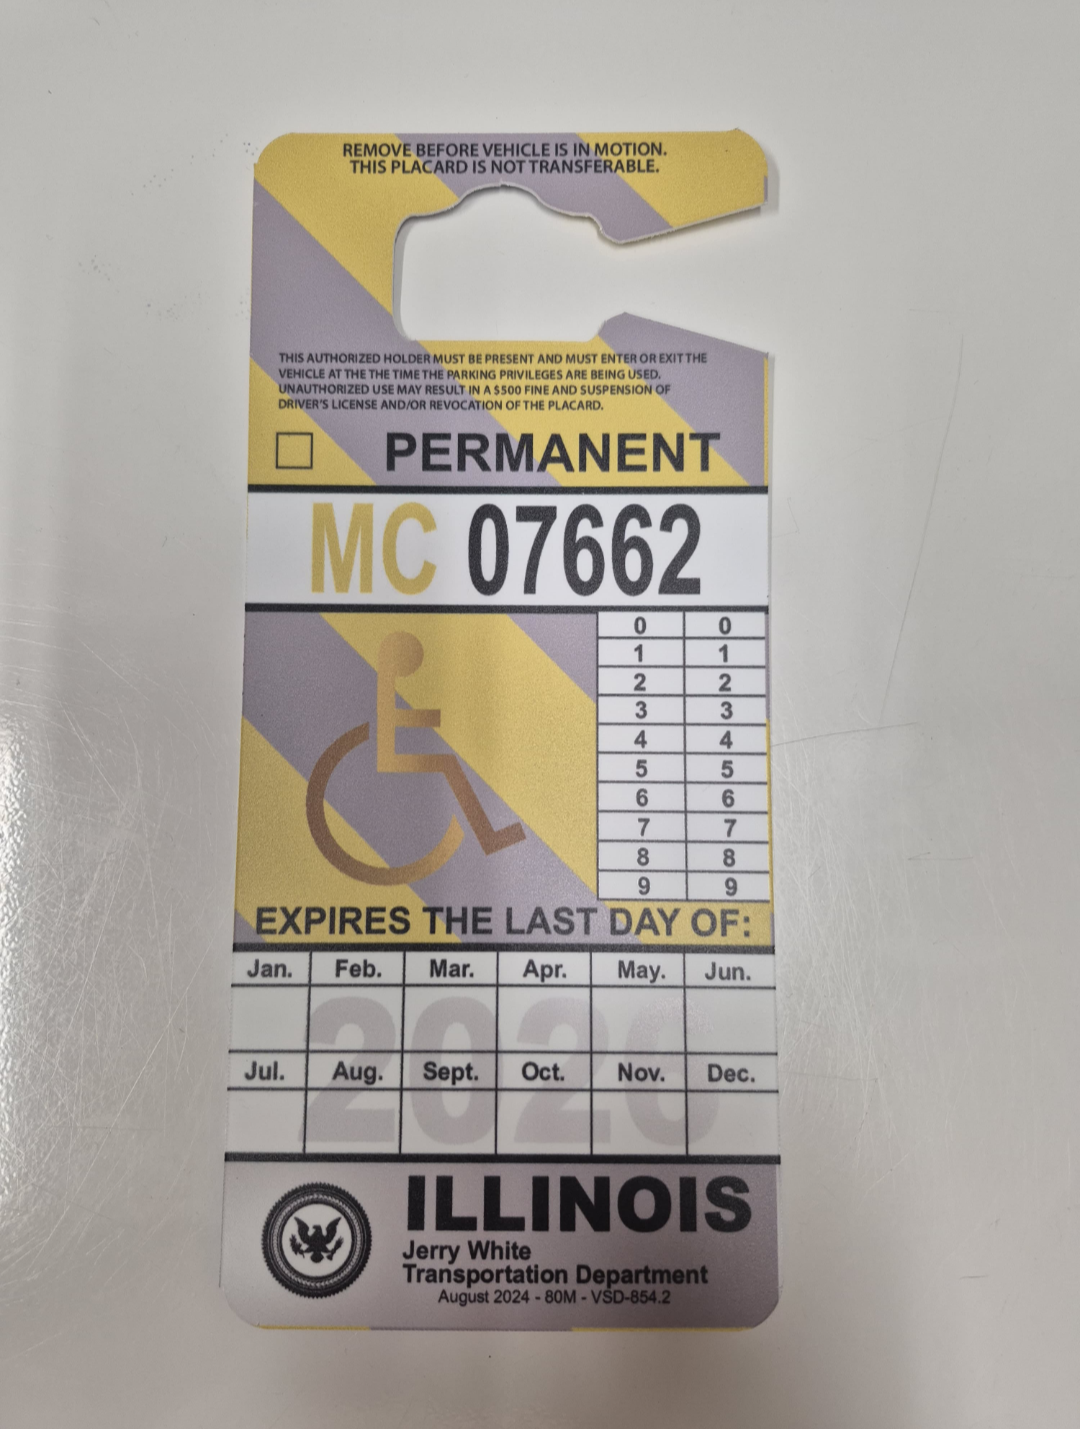 REMOVE BEFORE VEHICLE IS IN MOTION.
THIS PLACARD IS NOT TRANSFERABLE.
THIS AUTHORIZED HOLDER MUST BE PRESENT AND MUST ENTER OR EXIT THE
VEHICLE AT THE THE TIME THE PARKING PRIVILEGES ARE BEING USED.
UNAUTHORIZED USE MAY RESULT IN A $500 FINE AND SUSPENSION OF
DRIVER'S LICENSE AND/OR REVOCATION OF THE PLACARD.
PERMANENT
MC 07662
0 0
1 1
2 2
3 3
4 4
5 5
6 6
7 7
8 8
9 9
EXPIRES THE LAST DAY OF:
Jan. Feb. Mar. Apr. May. Jun.
2026
Jul. Aug. Sept. Oct. Nov. Dec.
ILLINOIS
Jerry White
Transportation Department
August 2024 - 80M - VSD-854.2